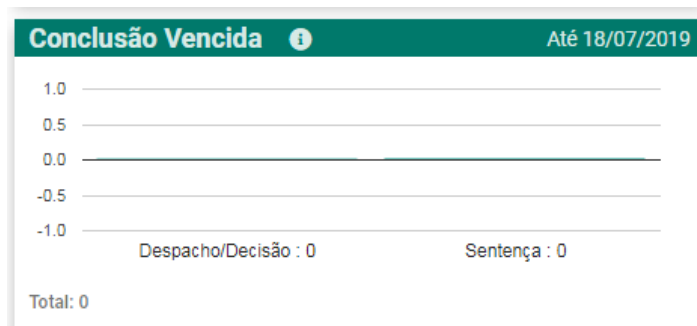 Conclusão Vencida Até 18/07/2019
1.0
0.5
0.0
-0.5
-1.0
Despacho/Decisão : 0 Sentença : 0
Total: 0